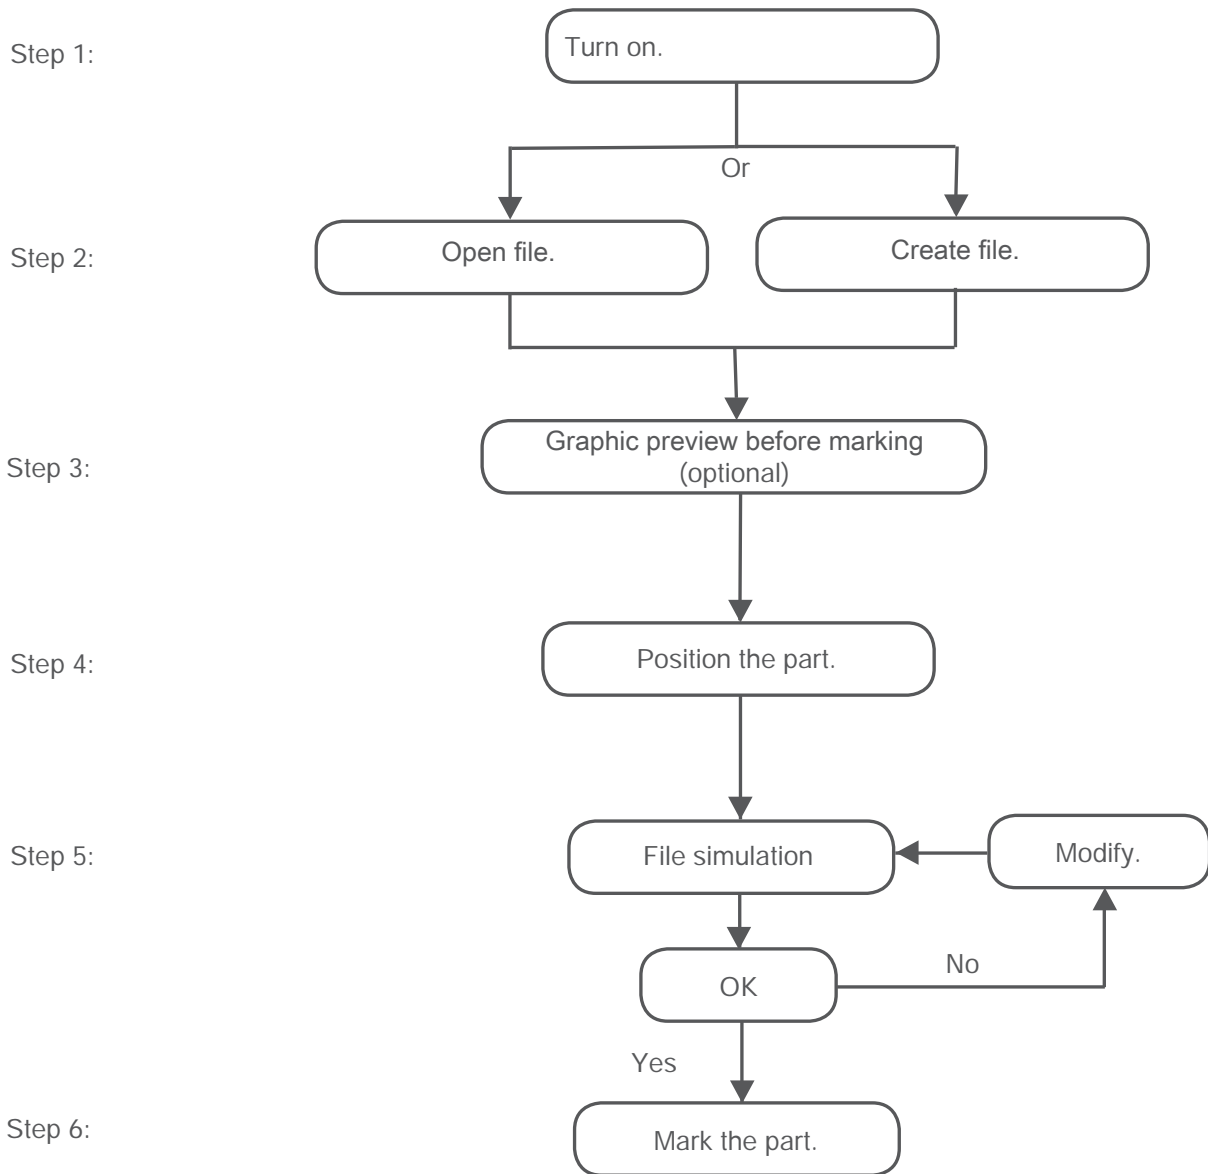 Step 1:
Turn on.
Or
Step 2:
Open file.
Create file.
Step 3:
Graphic preview before marking
(optional)
Step 4:
Position the part.
Step 5:
File simulation
Modify.
OK
No
Yes
Step 6:
Mark the part.